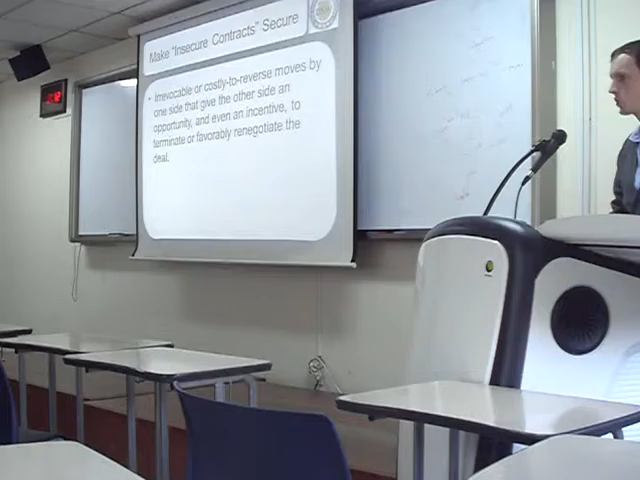 Make "Insecure Contracts" Secure
• Irrevocable or costly-to-reverse moves by
one side that give the other side an
opportunity, and even an incentive, to
terminate or favorably renegotiate the
deal.